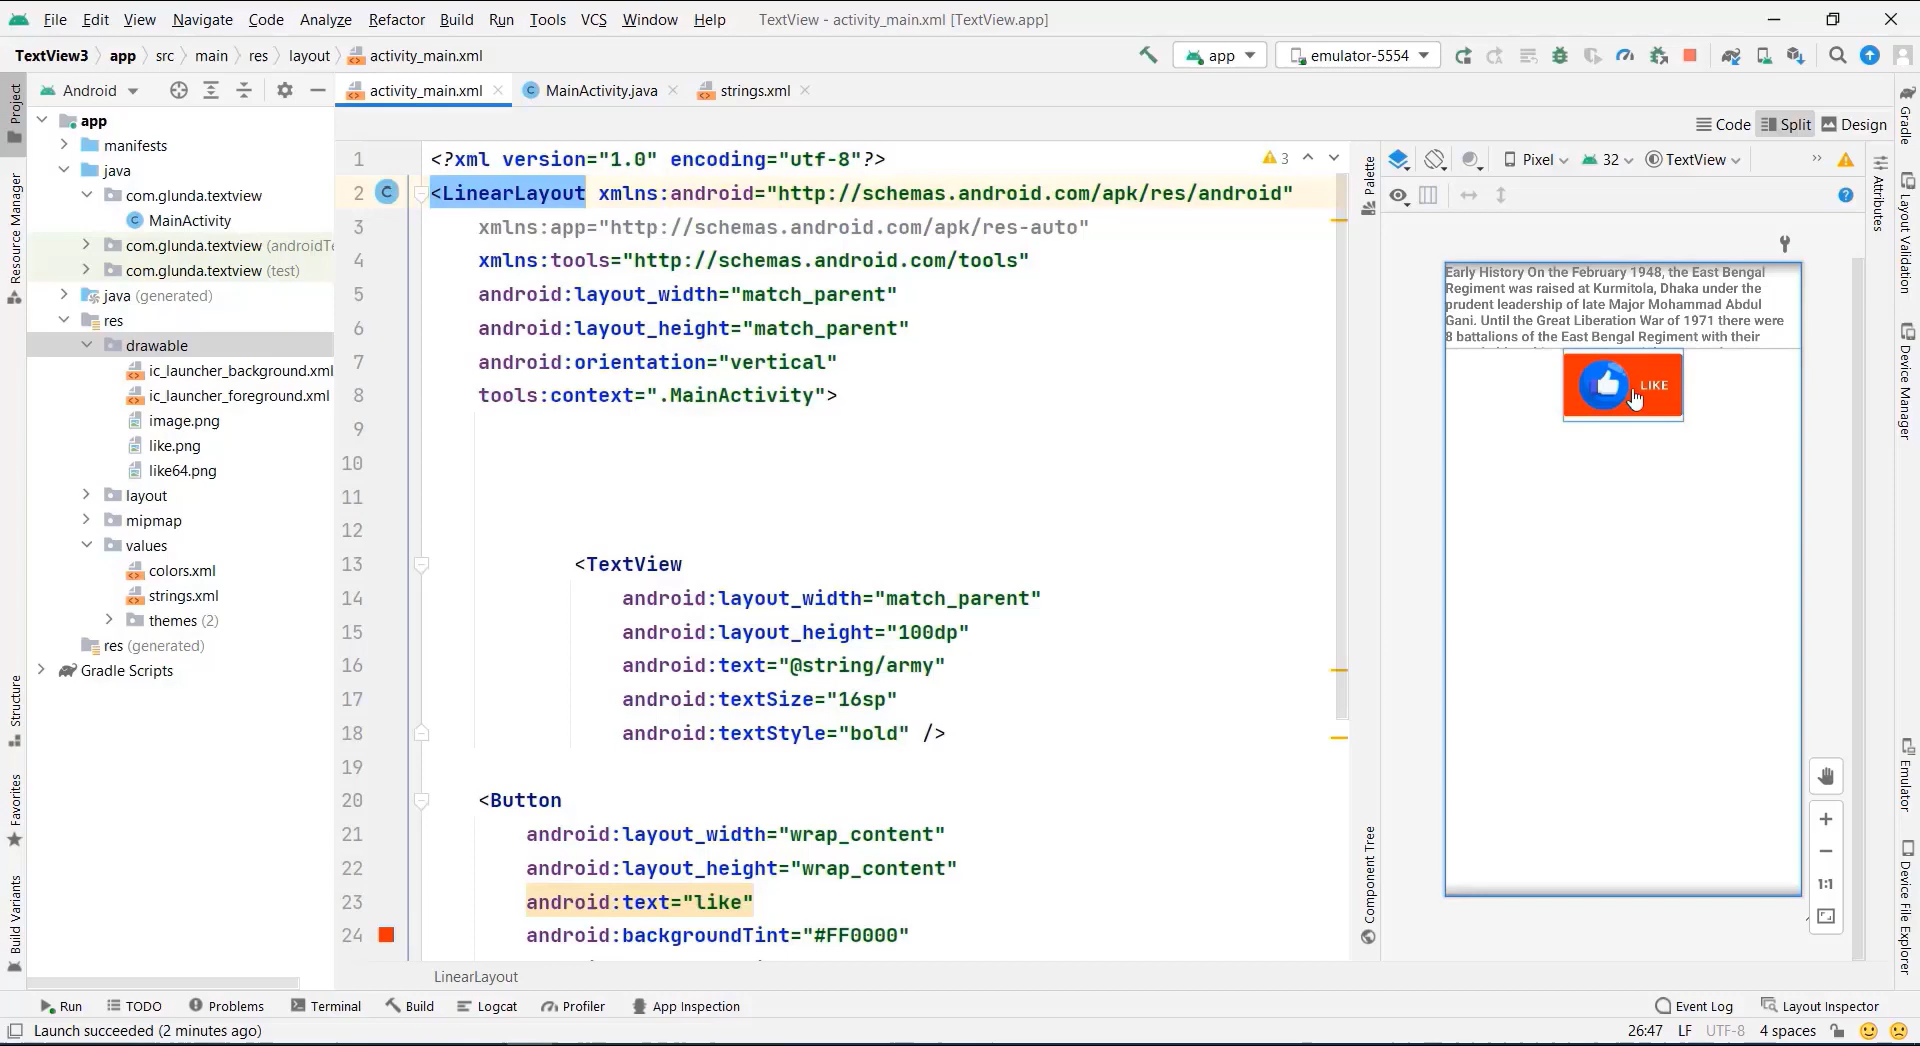 File Edit View Navigate Code Analyze Refactor Build Run Tools VCS Window Help TextView - activity_main.xml [TextView.app]
TextView3 app src main res layout activity_main.xml
app emulator-5554
Android
activity_main.xml MainActivity.java strings.xml
Code Split Design
app
manifests
java
com.glunda.textview
MainActivity
com.glunda.textview (androidTe
com.glunda.textview (test)
java (generated)
res
drawable
ic_launcher_background.xml
ic_launcher_foreground.xml
image.png
like.png
like64.png
layout
mipmap
values
colors.xml
strings.xml
themes (2)
res (generated)
Gradle Scripts
Project
Resource Manager
Structure
Favorites
Build Variants
1 <?xml version="1.0" encoding="utf-8"?>
2 <LinearLayout xmlns:android="http://schemas.android.com/apk/res/android"
3 xmlns:app="http://schemas.android.com/apk/res-auto"
4 xmlns:tools="http://schemas.android.com/tools"
5 android:layout_width="match_parent"
6 android:layout_height="match_parent"
7 android:orientation="vertical"
8 tools:context=".MainActivity">
9
10
11
12
13 <TextView
14 android:layout_width="match_parent"
15 android:layout_height="100dp"
16 android:text="@string/army"
17 android:textSize="16sp"
18 android:textStyle="bold" />
19
20 <Button
21 android:layout_width="wrap_content"
22 android:layout_height="wrap_content"
23 android:text="like"
24 android:backgroundTint="#FF0000"
3
LinearLayout
Palette
Component Tree
Pixel 32 TextView
Early History On the February 1948, the East Bengal
Regiment was raised at Kurmitola, Dhaka under the
prudent leadership of late Major Mohammad Abdul
Gani. Until the Great Liberation War of 1971 there were
8 battalions of the East Bengal Regiment with their
LIKE
1:1
Attributes
Gradle
Layout Validation
Device Manager
Emulator
Device File Explorer
Run TODO Problems Terminal Build Logcat Profiler App Inspection Event Log Layout Inspector
Launch succeeded (2 minutes ago) 26:47 LF UTF-8 4 spaces